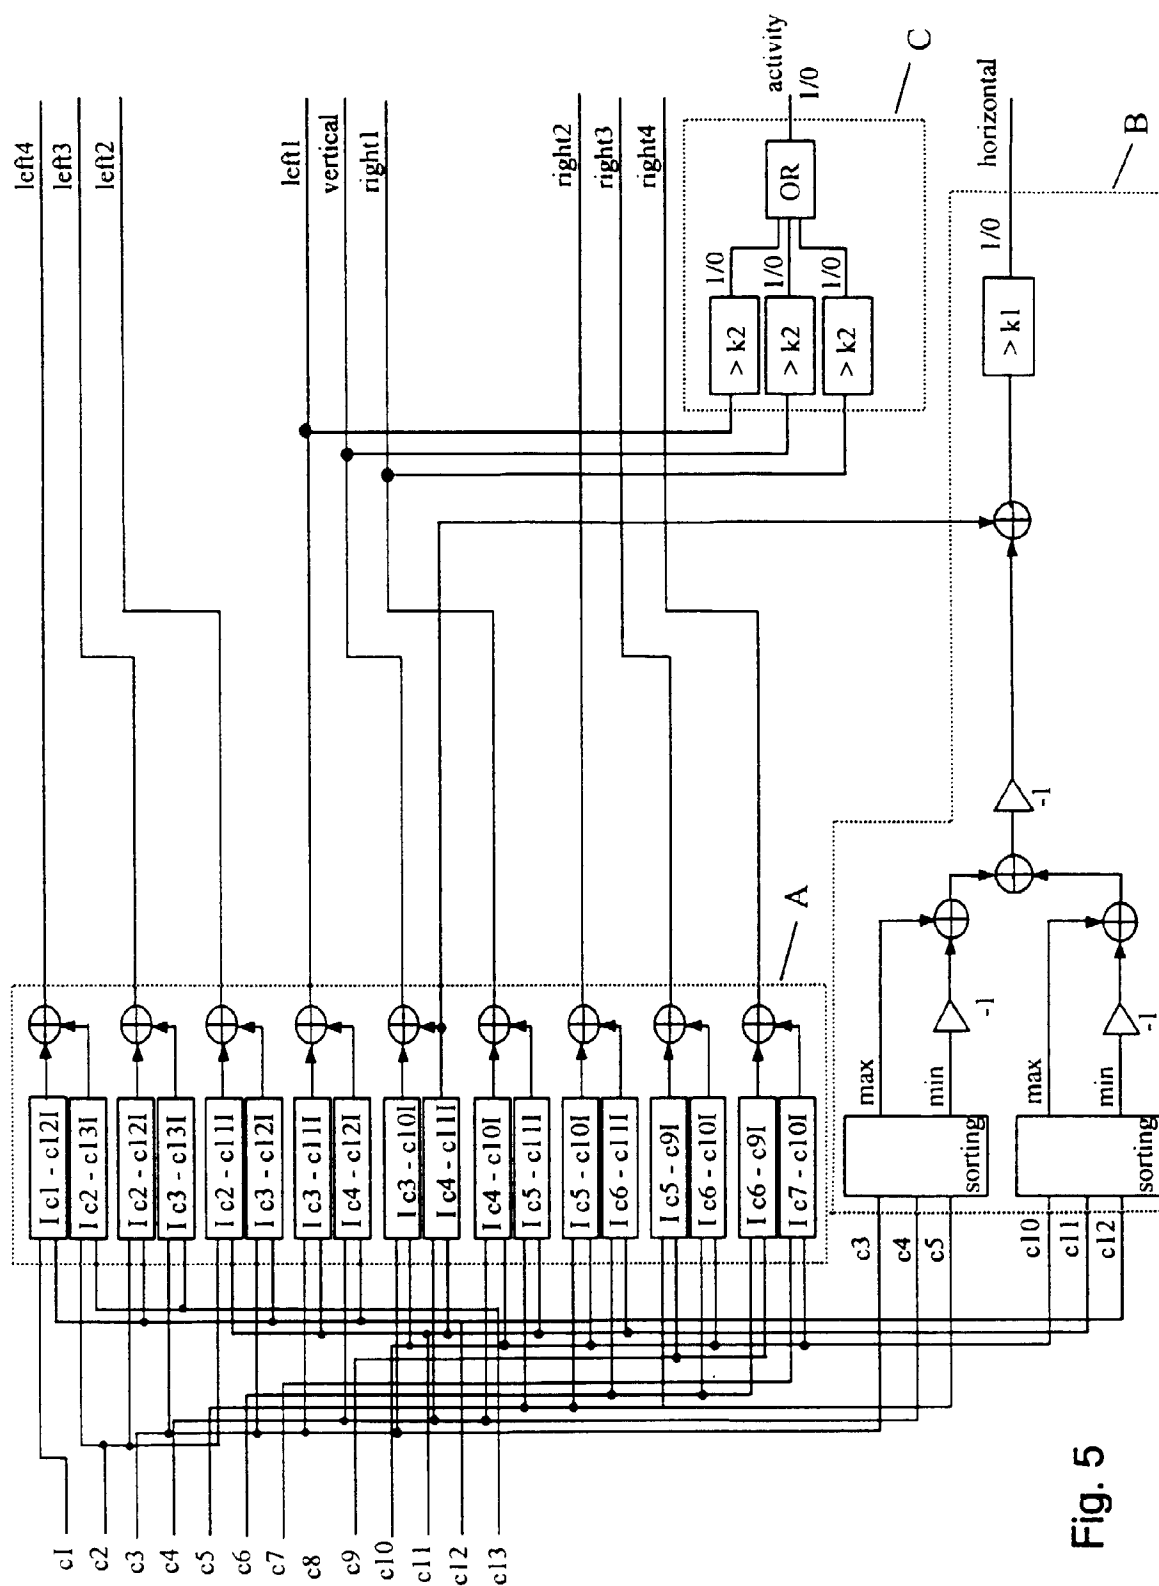 c1
c2
c3
c4
c5
c6
c7
c8
c9
c10
c11
c12
c13
I c1 - c12I
I c2 - c13I
I c2 - c12I
I c3 - c13I
I c2 - c11I
I c3 - c12I
I c3 - c11I
I c4 - c12I
I c3 - c10I
I c4 - c11I
I c4 - c10I
I c5 - c11I
I c5 - c10I
I c6 - c11I
I c5 - c9I
I c6 - c10I
I c6 - c9I
I c7 - c10I
A
left4
left3
left2
left1
vertical
right1
right2
right3
right4
> k2
> k2
> k2
1/0
1/0
1/0
OR
activity
1/0
C
c3
c4
c5
sorting
max
min
-1
c10
c11
c12
sorting
max
min
-1
-1
> k1
1/0
horizontal
B
Fig. 5